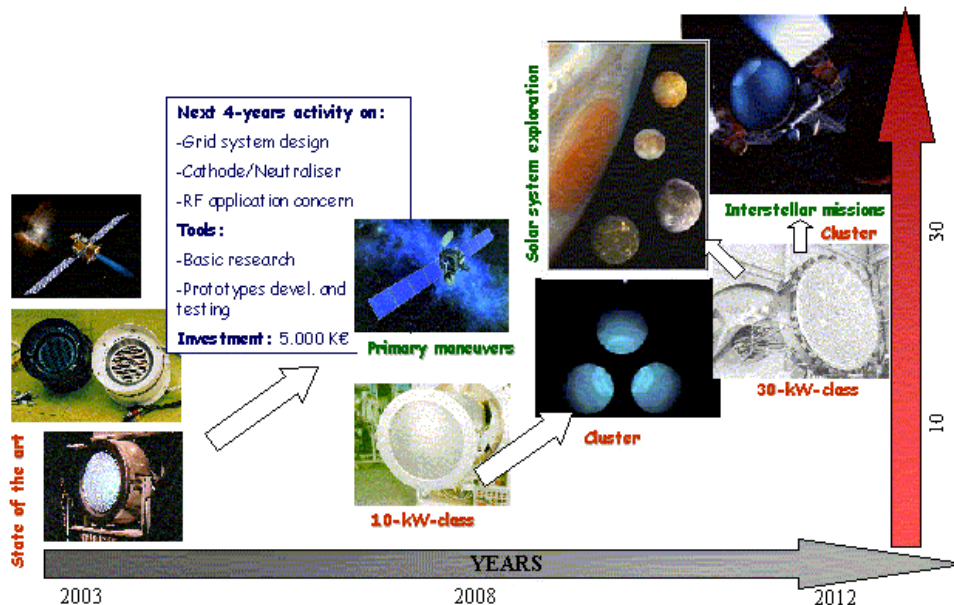 Next 4-years activity on:
-Grid system design
-Cathode/Neutraliser
-RF application concern
Tools:
-Basic research
-Prototypes devel. and
testing
Investment: 5.000 K€
State of the art
Primary maneuvers
10-kW-class
Solar system exploration
Cluster
Interstellar missions
Cluster
30-kW-class
30
10
YEARS
2003
2008
2012